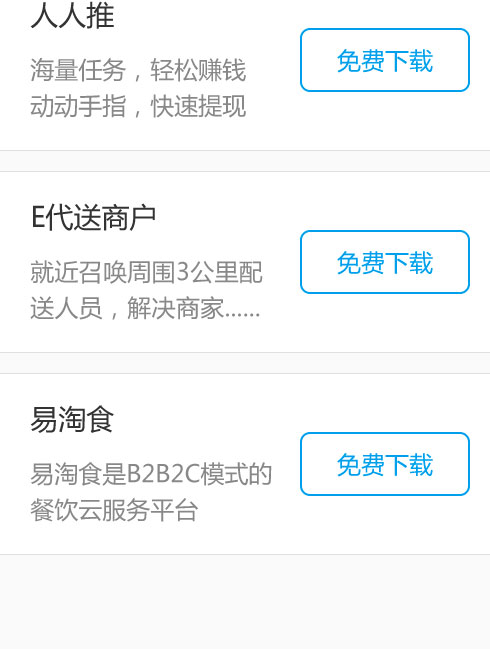 人人推
海量任务，轻松赚钱
动动手指，快速提现
免费下载
E代送商户
就近召唤周围3公里配
送人员，解决商家......
免费下载
易淘食
易淘食是B2B2C模式的
餐饮云服务平台
免费下载